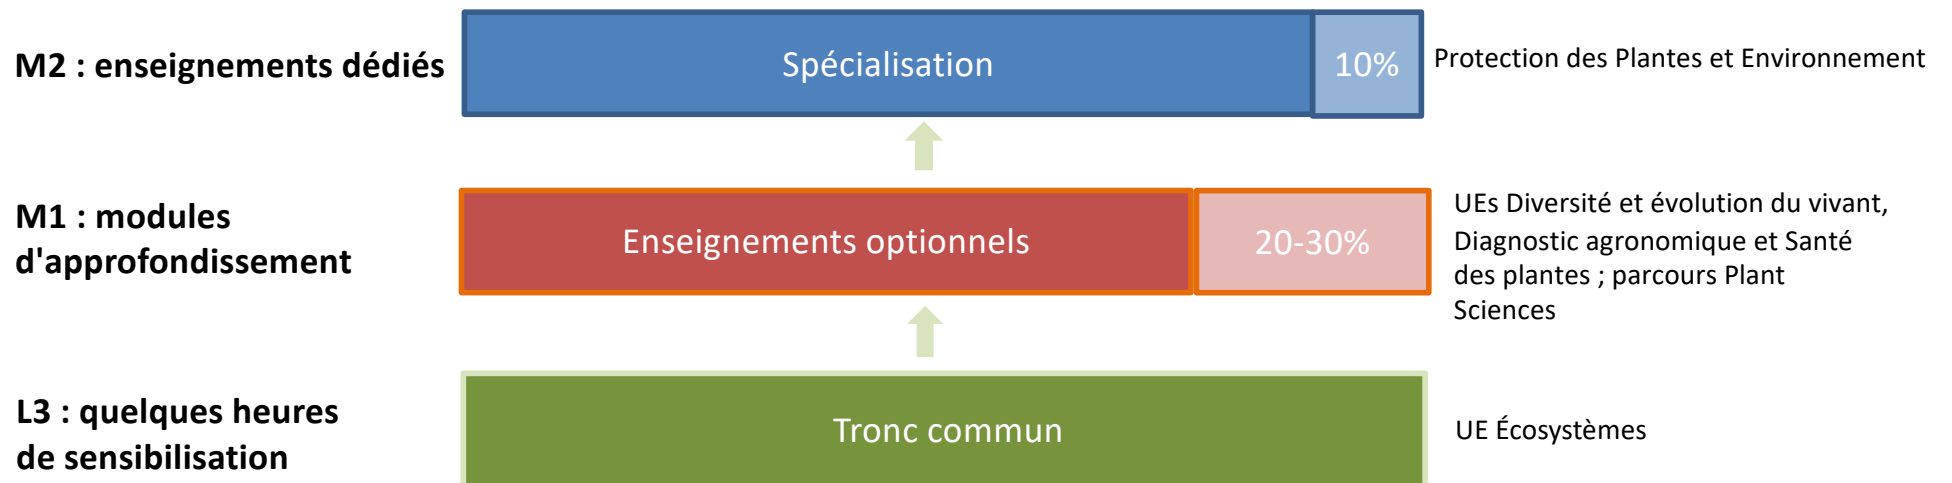 M2 : enseignements dédiés
Spécialisation
10%
Protection des Plantes et Environnement
M1 : modules
d'approfondissement
Enseignements optionnels
20-30%
UEs Diversité et évolution du vivant,
Diagnostic agronomique et Santé
des plantes ; parcours Plant
Sciences
L3 : quelques heures
de sensibilisation
Tronc commun
UE Écosystèmes